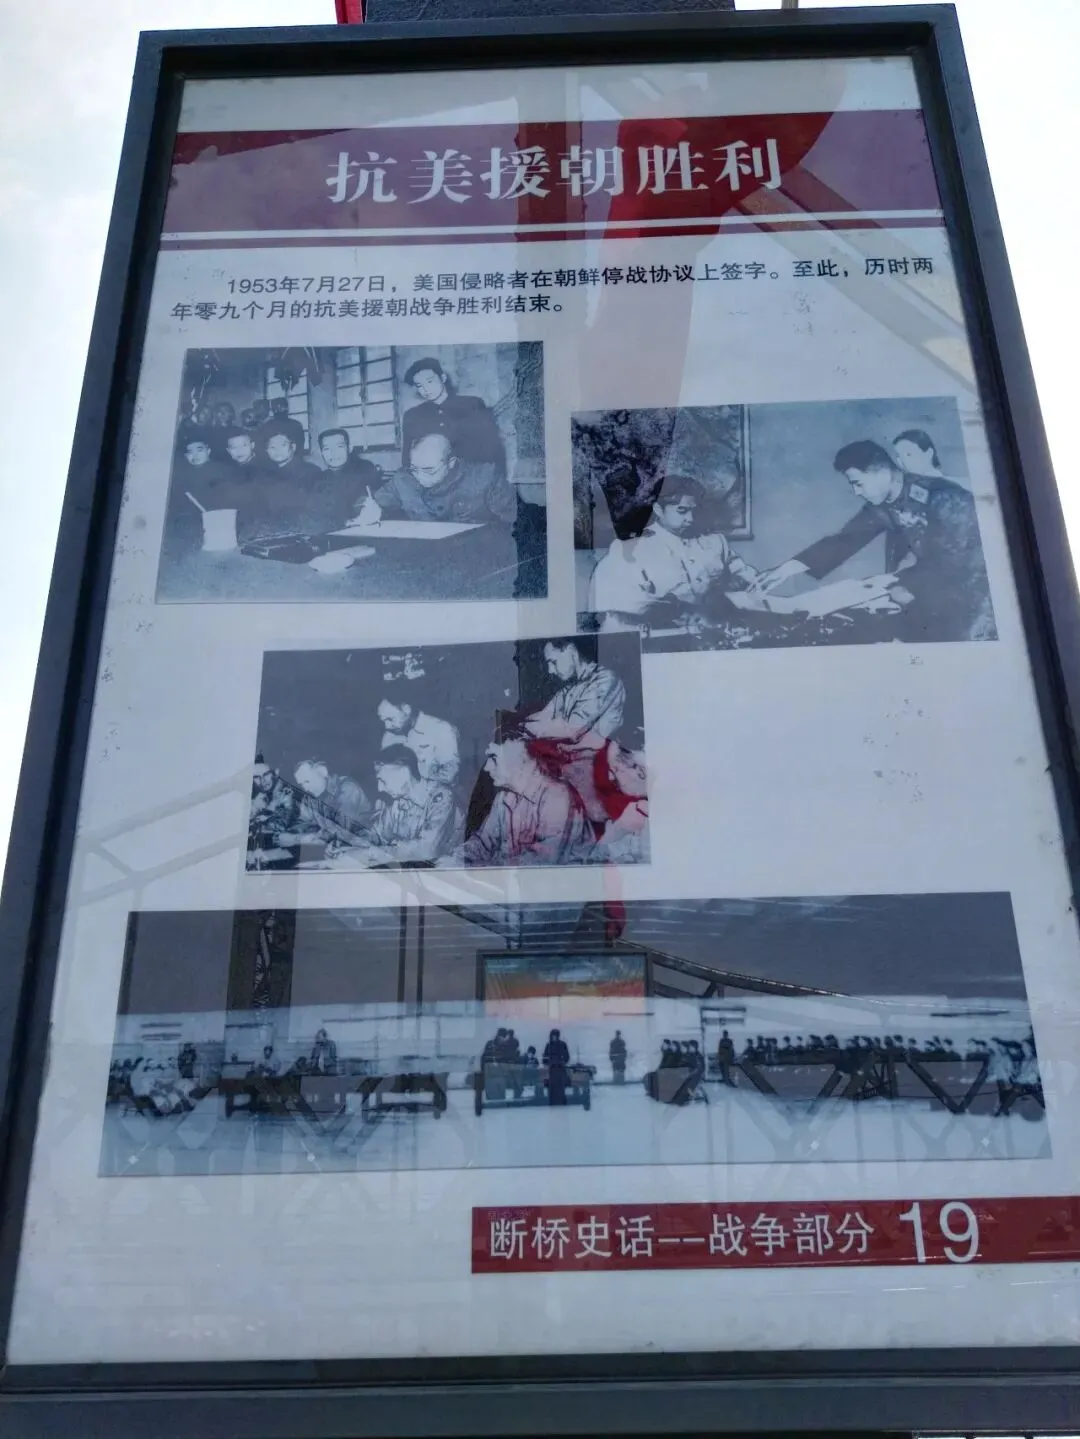 抗美援朝胜利
1953年7月27日，美国侵略者在朝鲜停战协议上签字。至此，历时两
年零九个月的抗美援朝战争胜利结束。
断桥史话--战争部分 19